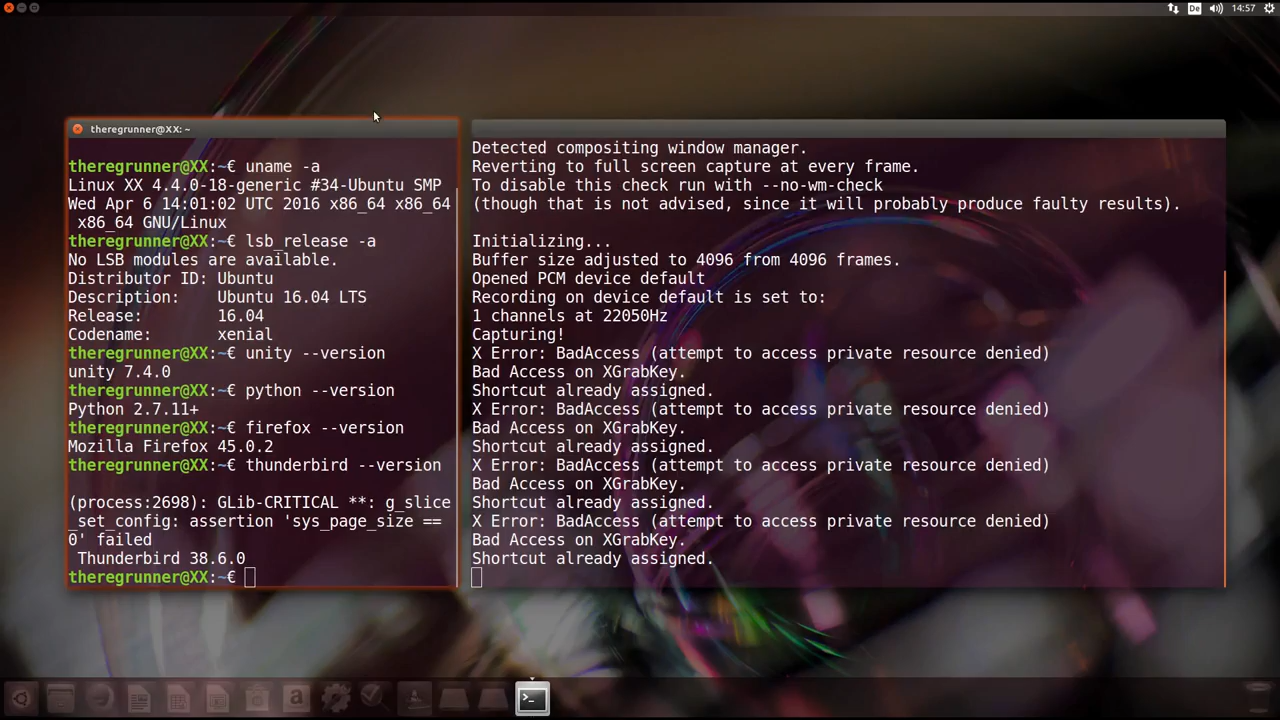 De
14:57
theregrunner@XX: ~
theregrunner@XX:~€ uname -a
Linux XX 4.4.0-18-generic #34-Ubuntu SMP
Wed Apr 6 14:01:02 UTC 2016 x86_64 x86_64
x86_64 GNU/Linux
theregrunner@XX:~€ lsb_release -a
No LSB modules are available.
Distributor ID: Ubuntu
Description:    Ubuntu 16.04 LTS
Release:        16.04
Codename:       xenial
theregrunner@XX:~€ unity --version
unity 7.4.0
theregrunner@XX:~€ python --version
Python 2.7.11+
theregrunner@XX:~€ firefox --version
Mozilla Firefox 45.0.2
theregrunner@XX:~€ thunderbird --version
(process:2698): GLib-CRITICAL **: g_slice
_set_config: assertion 'sys_page_size ==
0' failed
Thunderbird 38.6.0
theregrunner@XX:~€
Detected compositing window manager.
Reverting to full screen capture at every frame.
To disable this check run with --no-wm-check
(though that is not advised, since it will probably produce faulty results).
Initializing...
Buffer size adjusted to 4096 from 4096 frames.
Opened PCM device default
Recording on device default is set to:
1 channels at 22050Hz
Capturing!
X Error: BadAccess (attempt to access private resource denied)
Bad Access on XGrabKey.
Shortcut already assigned.
X Error: BadAccess (attempt to access private resource denied)
Bad Access on XGrabKey.
Shortcut already assigned.
X Error: BadAccess (attempt to access private resource denied)
Bad Access on XGrabKey.
Shortcut already assigned.
X Error: BadAccess (attempt to access private resource denied)
Bad Access on XGrabKey.
Shortcut already assigned.